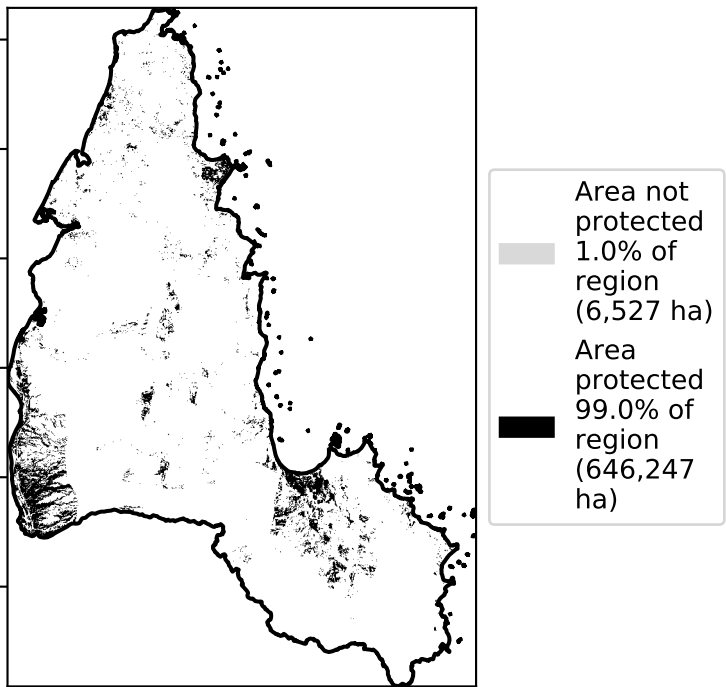 Area not
protected
1.0% of
region
(6,527 ha)
Area
protected
99.0% of
region
(646,247
ha)